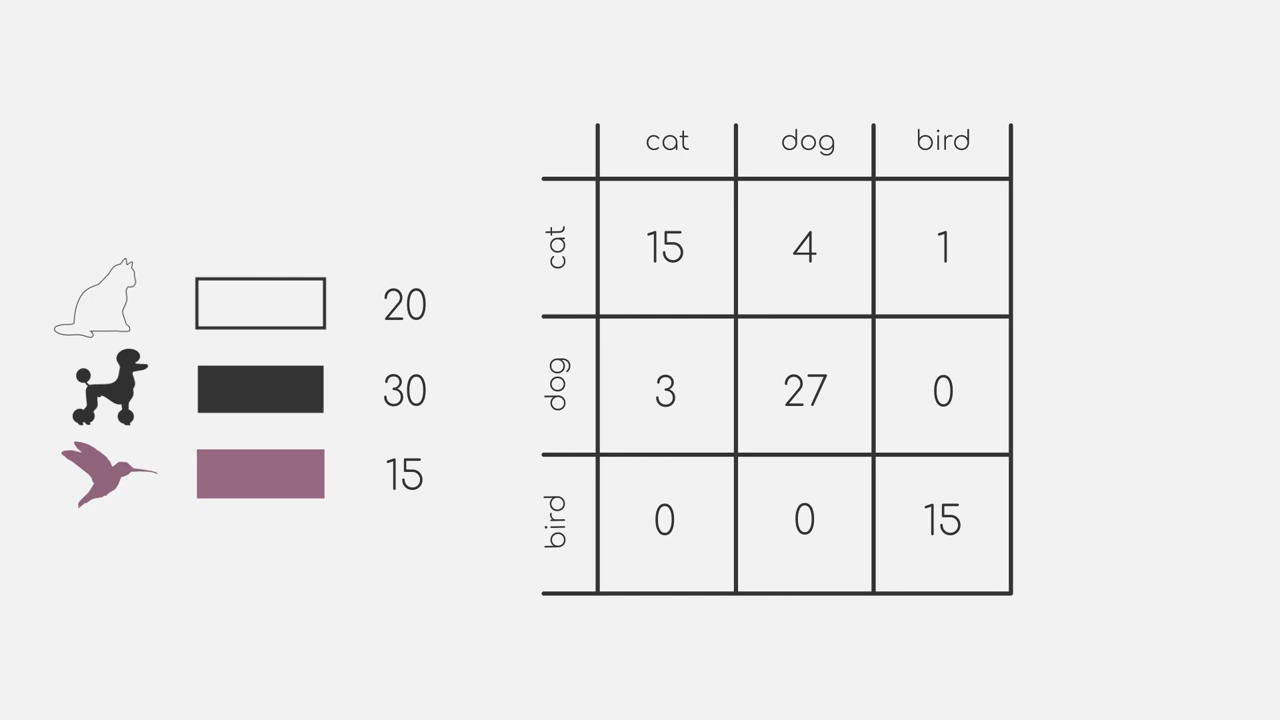 20
30
15
cat dog bird
cat 15 4 1
dog 3 27 0
bird 0 0 15